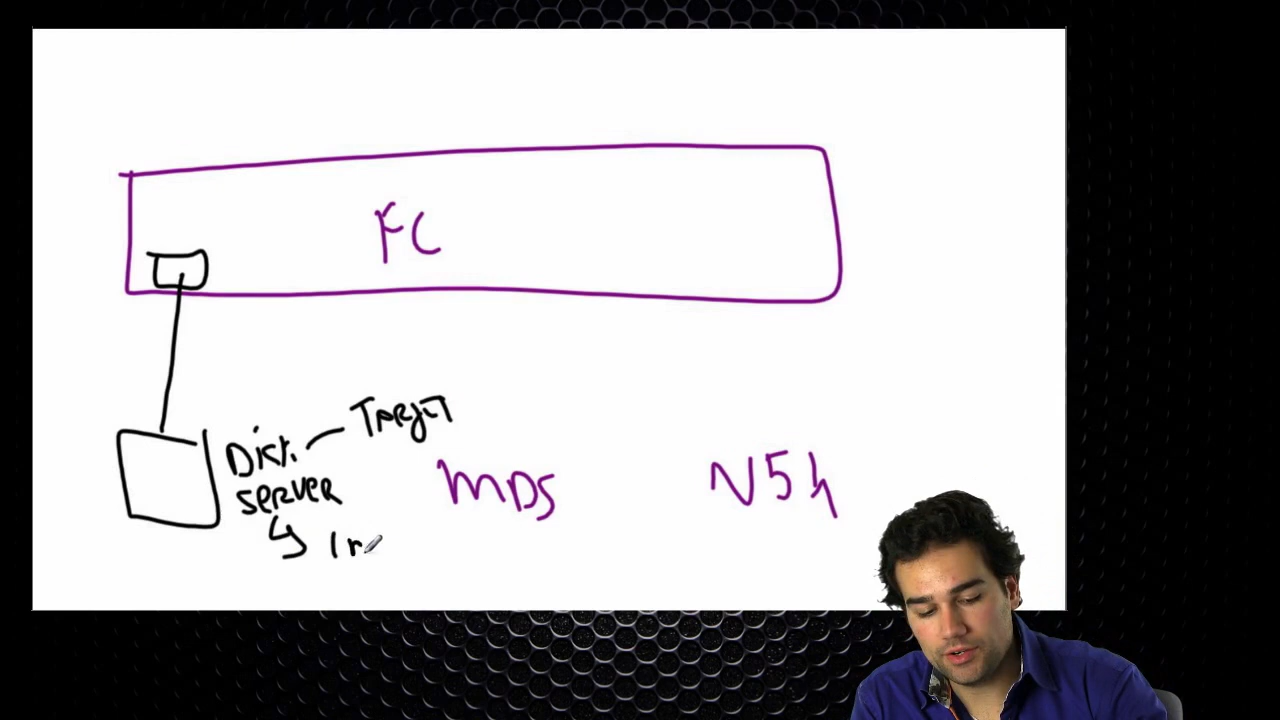 FC
TARgET
Disk.
SERVER
MDS
N5k